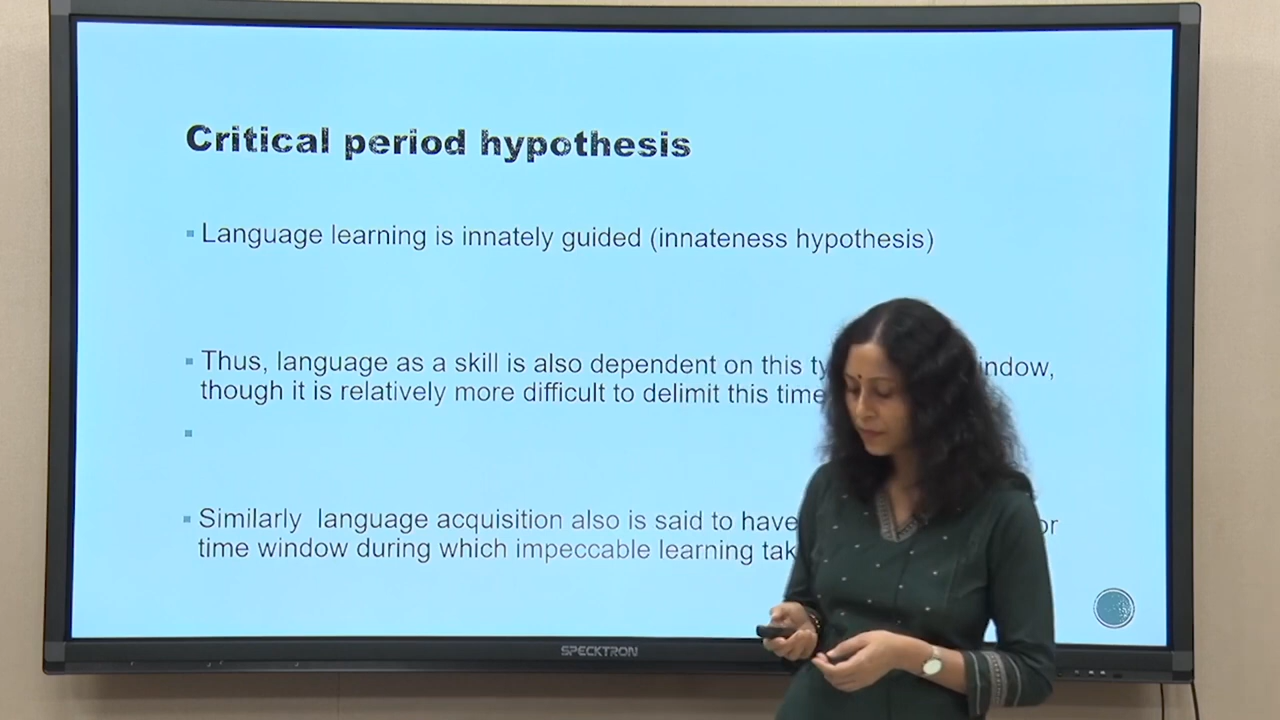 Critical period hypothesis
Language learning is innately guided (innateness hypothesis)
Thus, language as a skill is also dependent on this
though it is relatively more difficult to delimit this time
Similarly language acquisition also is said to have
time window during which impeccable learning
SPECKTRON